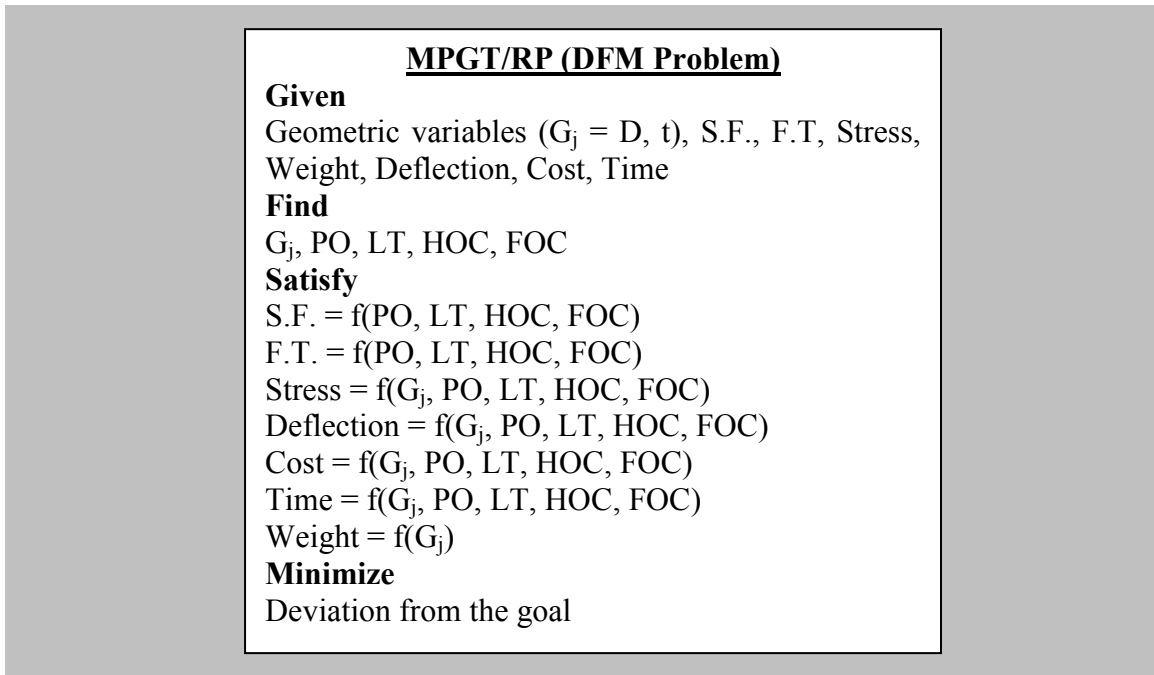 MPGT/RP (DFM Problem)
Given
Geometric variables (Gj = D, t), S.F., F.T, Stress,
Weight, Deflection, Cost, Time
Find
Gj, PO, LT, HOC, FOC
Satisfy
S.F. = f(PO, LT, HOC, FOC)
F.T. = f(PO, LT, HOC, FOC)
Stress = f(Gj, PO, LT, HOC, FOC)
Deflection = f(Gj, PO, LT, HOC, FOC)
Cost = f(Gj, PO, LT, HOC, FOC)
Time = f(Gj, PO, LT, HOC, FOC)
Weight = f(Gj)
Minimize
Deviation from the goal